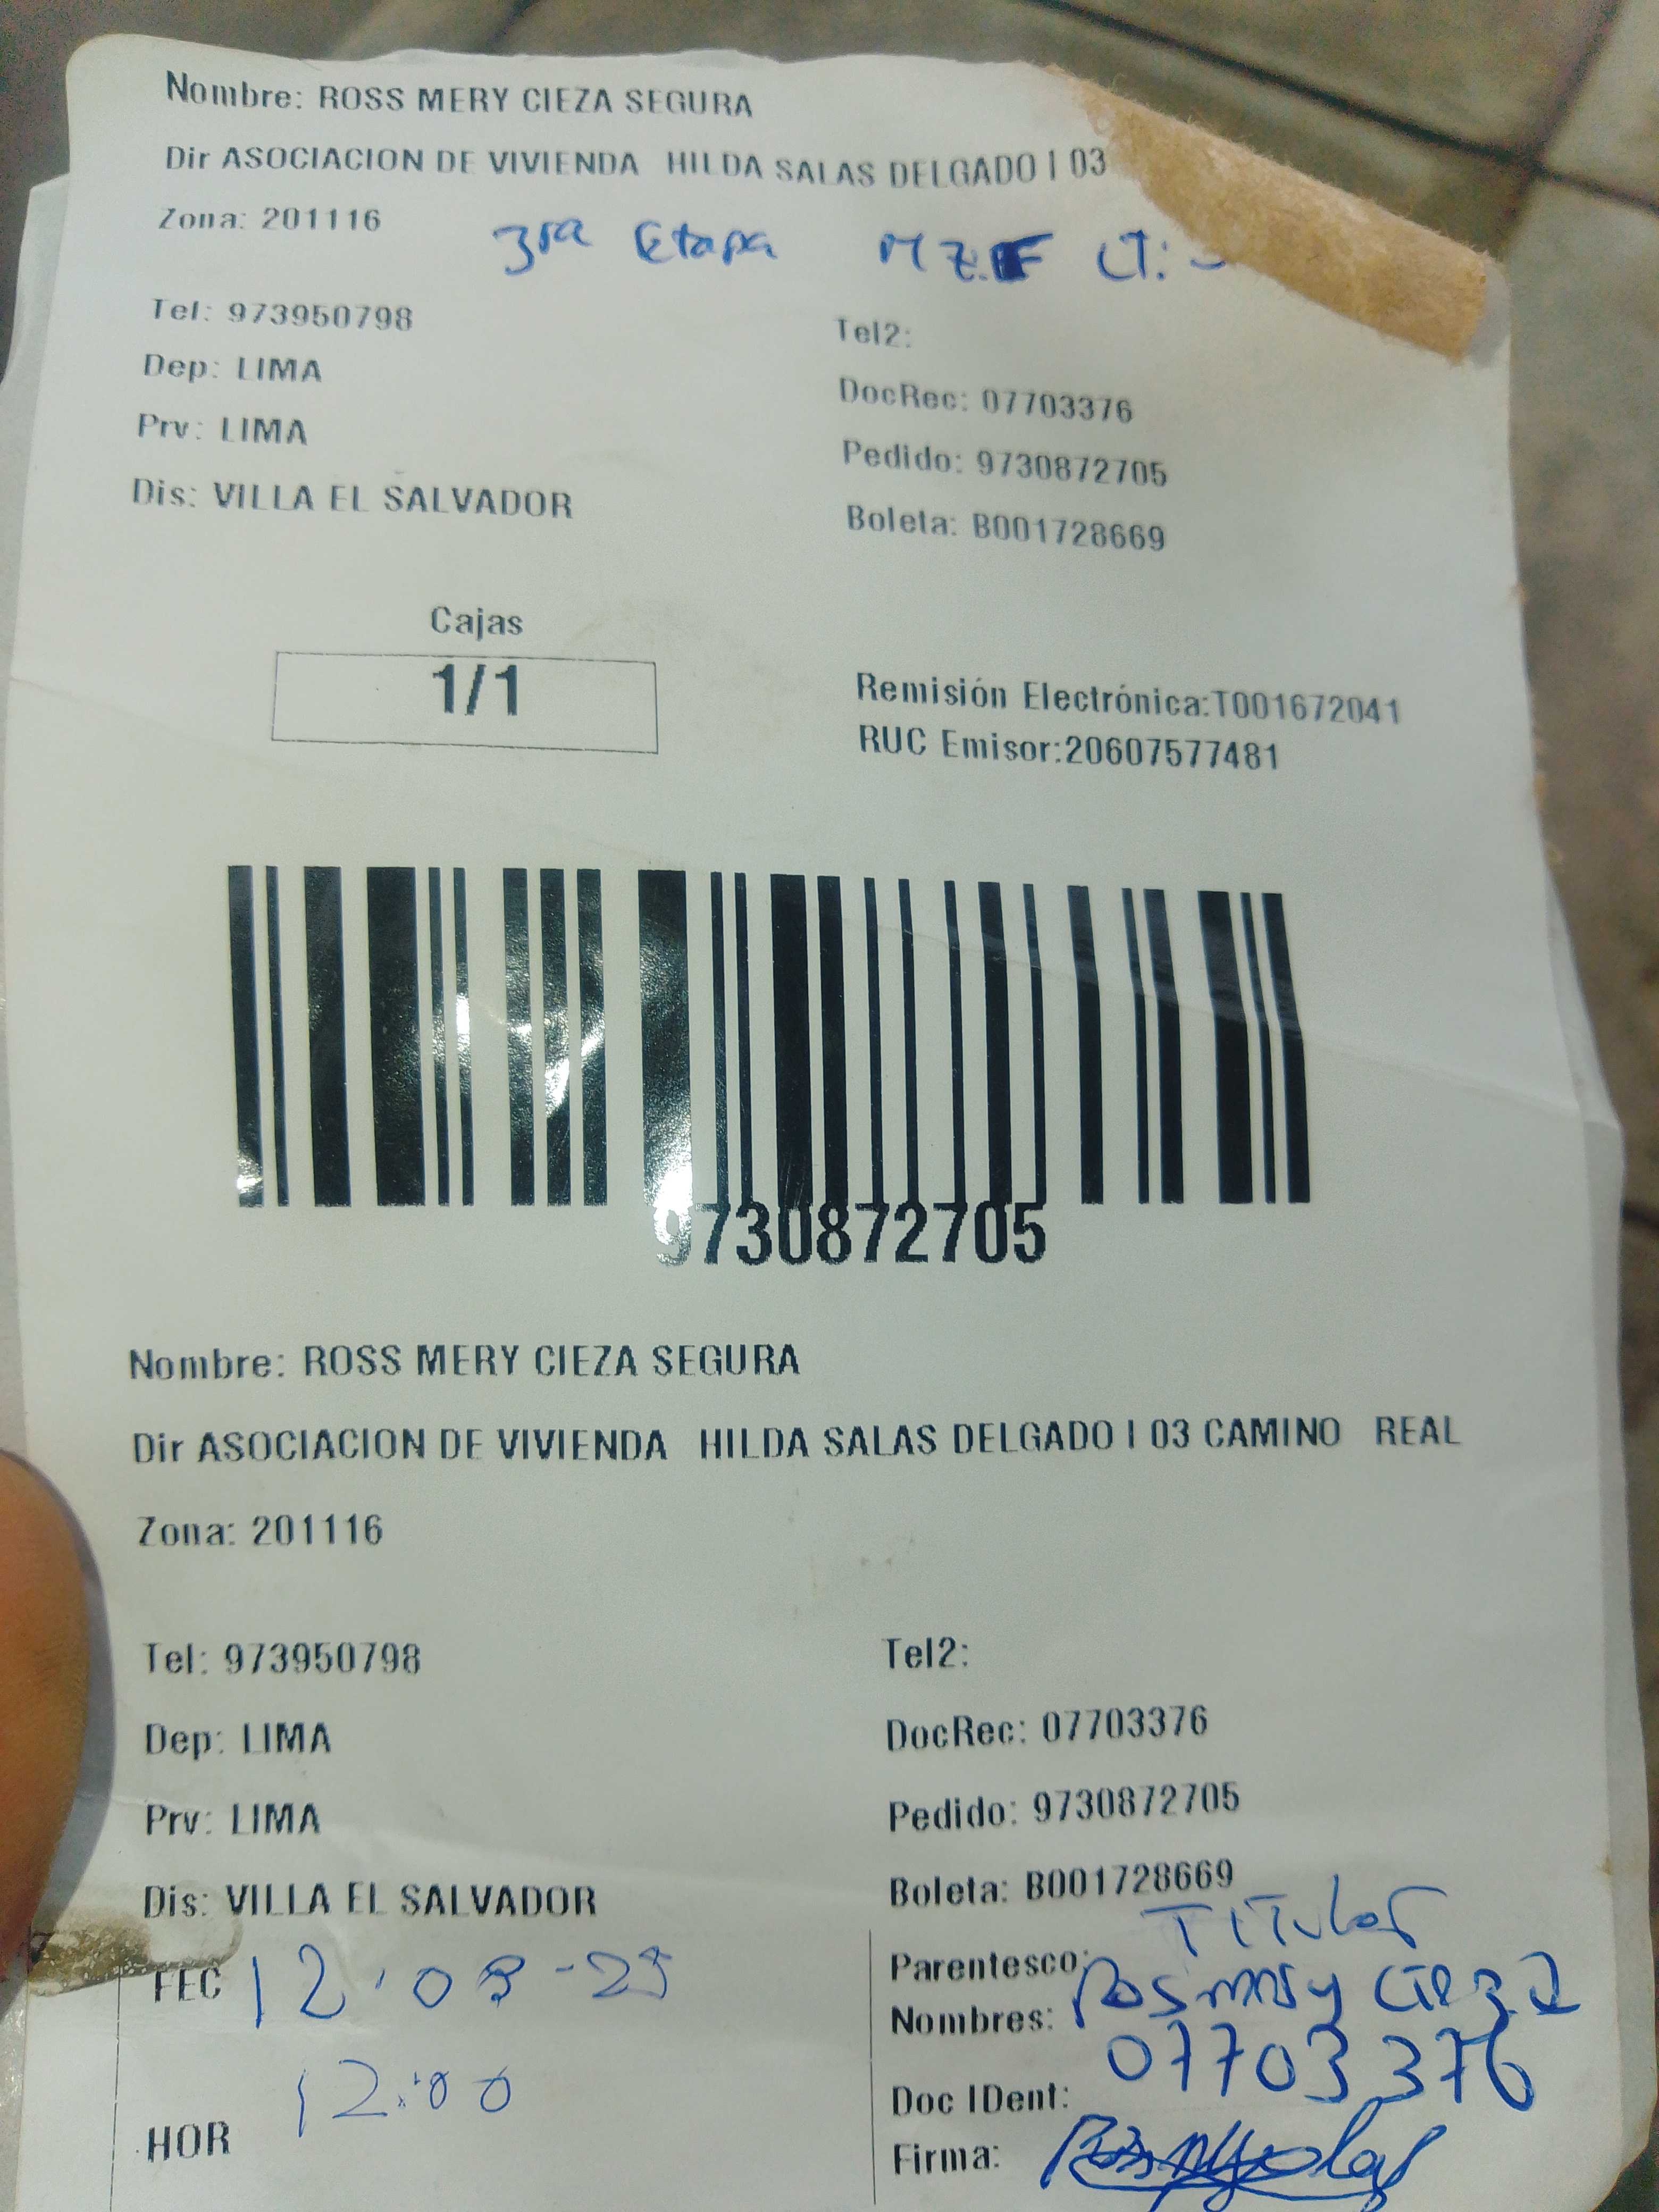 Nombre: ROSS MERY CIEZA SEGURA
Dir ASOCIACION DE VIVIENDA HILDA SALAS DELGADO I 03
Zona: 201116
3ra Etapa MZ.F LT:
Tel: 973950798
Tel2:
Dep: LIMA
DocRec: 07703376
Prv: LIMA
Pedido: 9730872705
Dis: VILLA EL SALVADOR
Boleta: B001728669
Cajas
1/1
Remisión Electrónica:T001672041
RUC Emisor:20607577481
9730872705
Nombre: ROSS MERY CIEZA SEGURA
Dir ASOCIACION DE VIVIENDA HILDA SALAS DELGADO I 03 CAMINO REAL
Zona: 201116
Tel: 973950798
Tel2:
Dep: LIMA
DocRec: 07703376
Prv: LIMA
Pedido: 9730872705
Dis: VILLA EL SALVADOR
Boleta: B001728669
Parentesco: Titular
FEC
Nombres: Rosmery Cieza
HOR 12:00
Doc IDent: 07703376
Firma: